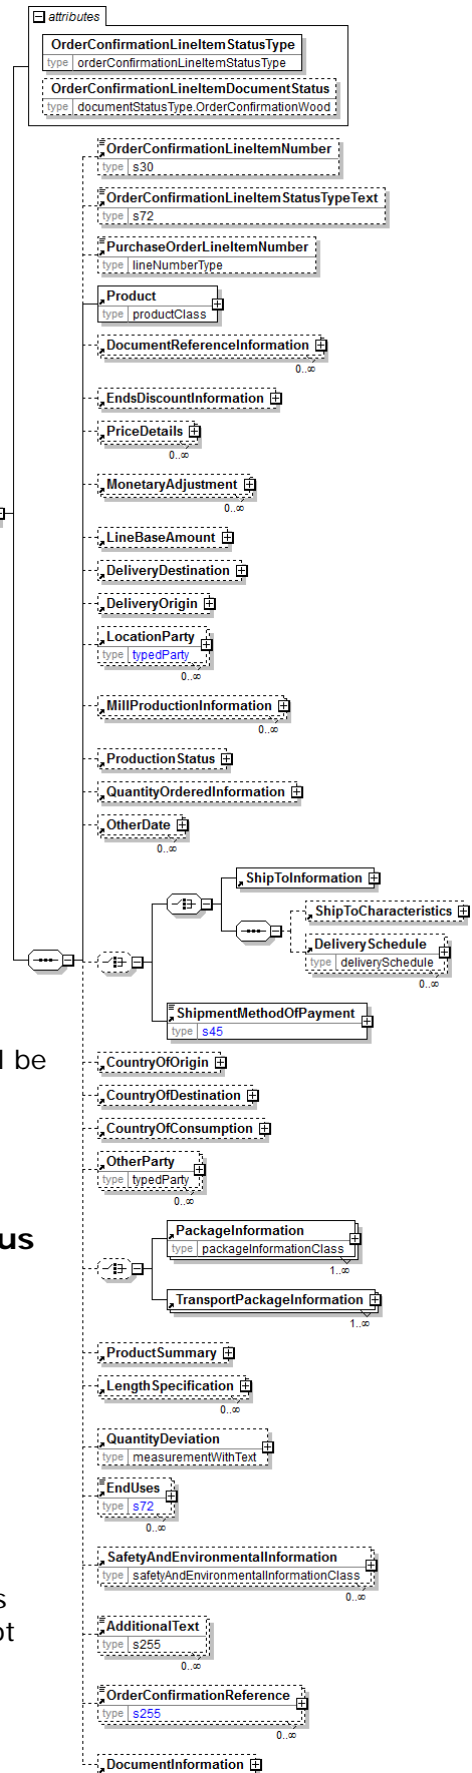 attributes
OrderConfirmationLineItemStatusType
type orderConfirmationLineItemStatusType
OrderConfirmationLineItemDocumentStatus
type documentStatusType.OrderConfirmationWood
OrderConfirmationLineItemNumber
type s30
OrderConfirmationLineItemStatusTypeText
type s72
PurchaseOrderLineItemNumber
type lineNumberType
Product
type productClass
DocumentReferenceInformation
0..∞
EndsDiscountInformation
PriceDetails
0..∞
MonetaryAdjustment
0..∞
LineBaseAmount
DeliveryDestination
DeliveryOrigin
LocationParty
type typedParty
0..∞
MillProductionInformation
0..∞
ProductionStatus
QuantityOrderedInformation
OtherDate
0..∞
ShipToInformation
ShipToCharacteristics
DeliverySchedule
type deliverySchedule
0..∞
ShipmentMethodOfPayment
type s45
l be
CountryOfOrigin
CountryOfDestination
CountryOfConsumption
OtherParty
type typedParty
0..∞
us
PackageInformation
type packageInformationClass
1..∞
TransportPackageInformation
1..∞
ProductSummary
LengthSpecification
0..∞
QuantityDeviation
type measurementWithText
EndUses
type s72
0..∞
SafetyAndEnvironmentalInformation
type safetyAndEnvironmentalInformationClass
0..∞
s
AdditionalText
ot
type s255
0..∞
OrderConfirmationReference
type s255
0..∞
DocumentInformation